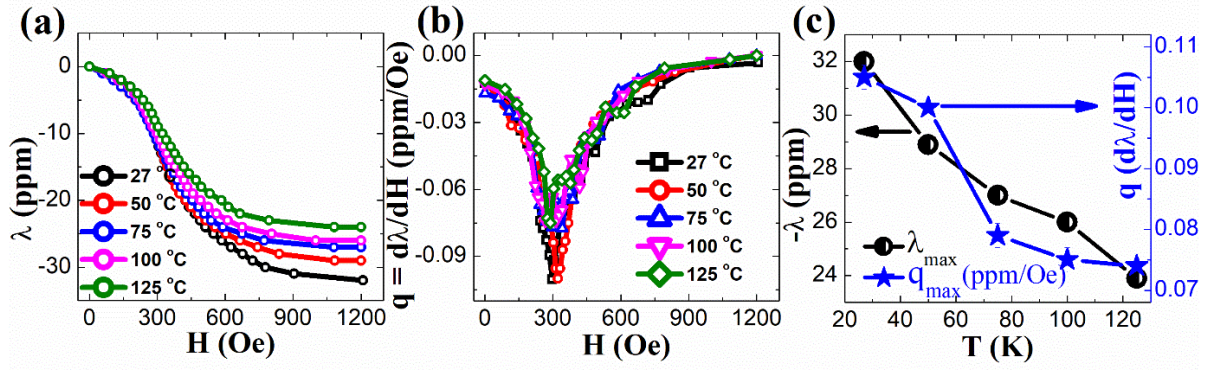 (a)
λ (ppm)
0
-10
-20
-30
27 °C
50 °C
75 °C
100 °C
125 °C
0 300 600 900 1200
H (Oe)
(b)
q = dλ/dH (ppm/Oe)
0.00
-0.03
-0.06
-0.09
27 °C
50 °C
75 °C
100 °C
125 °C
0 300 600 900 1200
H (Oe)
(c)
-λ (ppm)
32
30
28
26
24
λmax
qmax(ppm/Oe)
20 40 60 80 100 120
T (K)
0.11
0.10
0.09
0.08
0.07
q (dλ/dH)